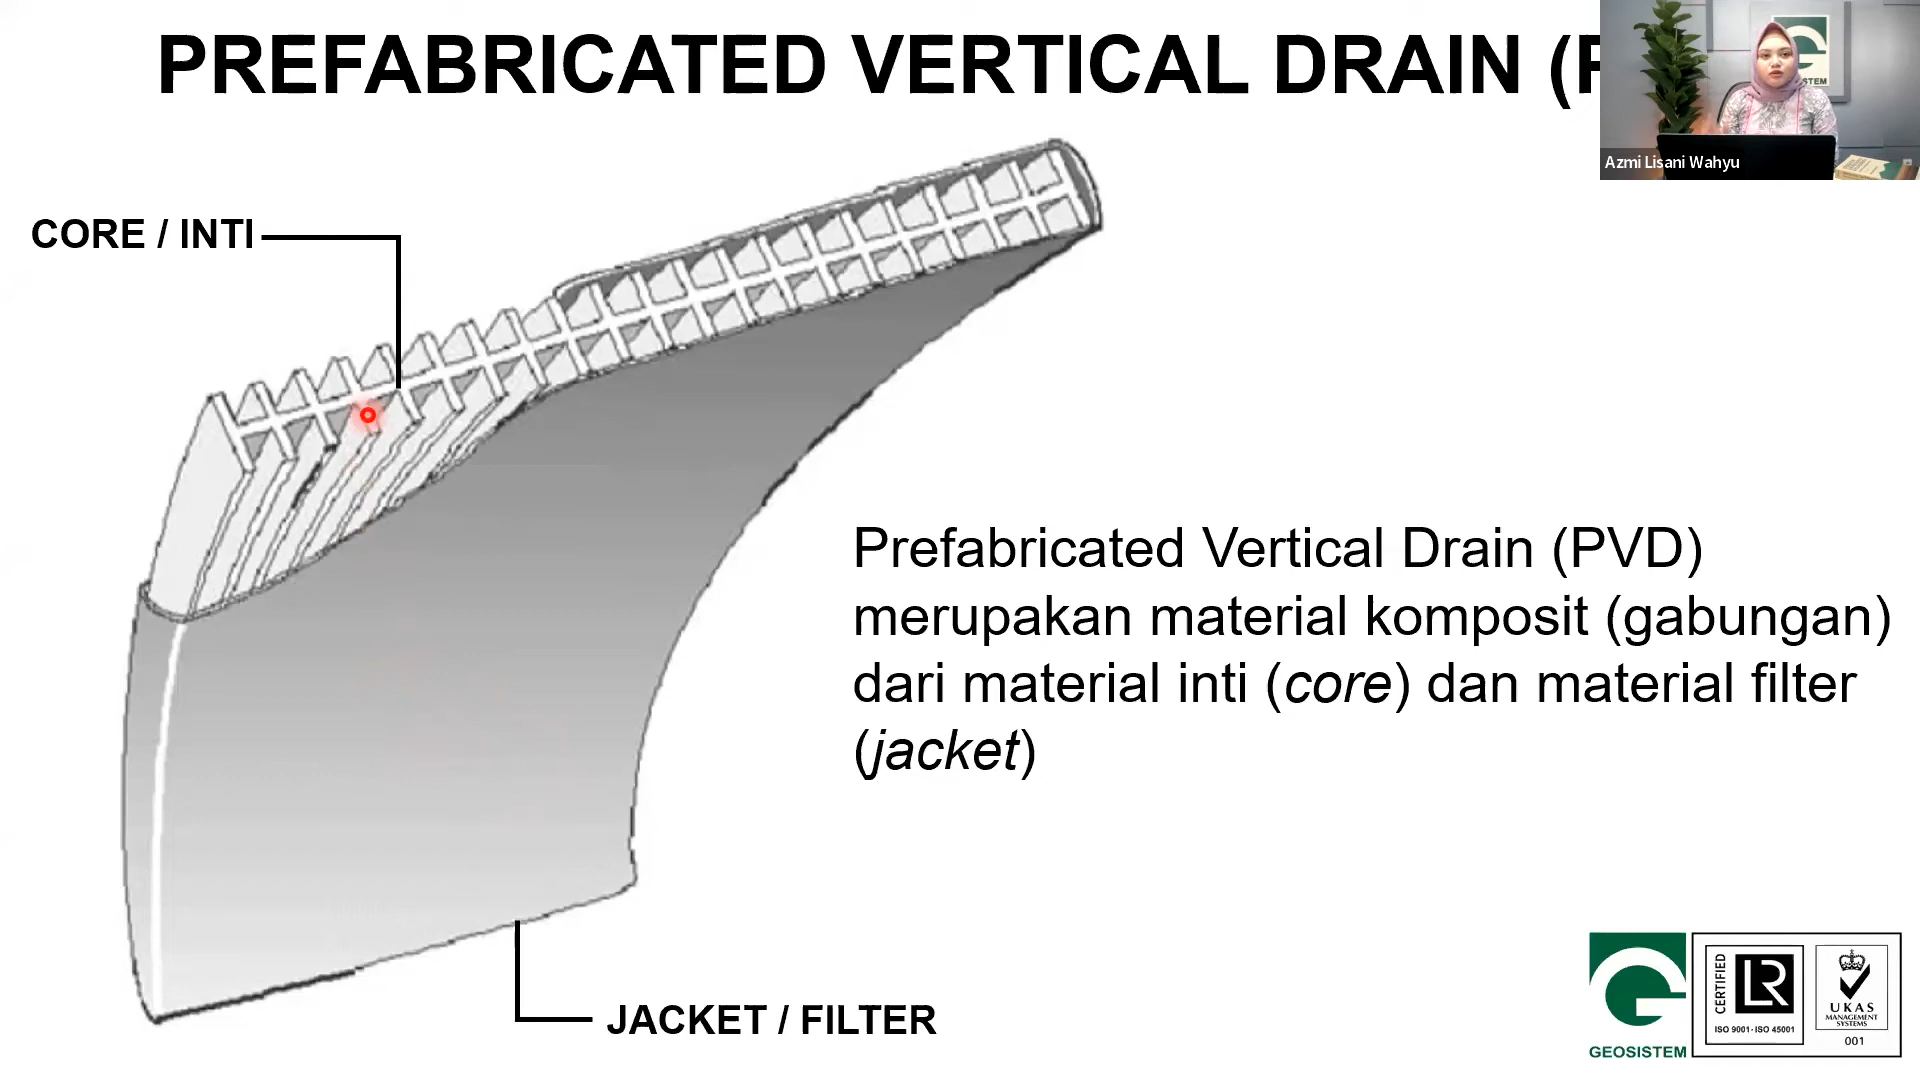 PREFABRICATED VERTICAL DRAIN (P
STEM
Azmi Lisani Wahyu
CORE / INTI
Prefabricated Vertical Drain (PVD)
merupakan material komposit (gabungan)
dari material inti (core) dan material filter
(jacket)
JACKET / FILTER
GEOSISTEM
CERTIFIED
LR
ISO 9001 · ISO 45001
UKAS
MANAGEMENT
SYSTEMS
001